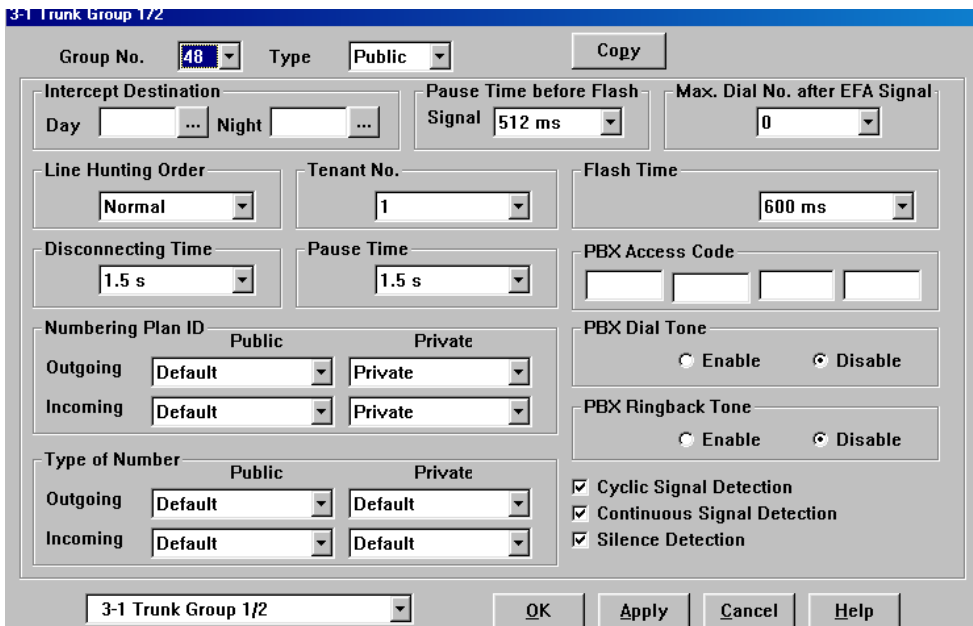 3-1 Trunk Group 1/2
Group No. 48 Type Public Copy
Intercept Destination Pause Time before Flash Max. Dial No. after EFA Signal
Day ... Night ... Signal 512 ms 0
Line Hunting Order Tenant No. Flash Time
Normal 1 600 ms
Disconnecting Time Pause Time PBX Access Code
1.5 s 1.5 s
Numbering Plan ID PBX Dial Tone
Public Private
Outgoing Default Private Enable Disable
Incoming Default Private PBX Ringback Tone
Enable Disable
Type of Number
Public Private Cyclic Signal Detection
Outgoing Default Default Continuous Signal Detection
Incoming Default Default Silence Detection
3-1 Trunk Group 1/2 OK Apply Cancel Help